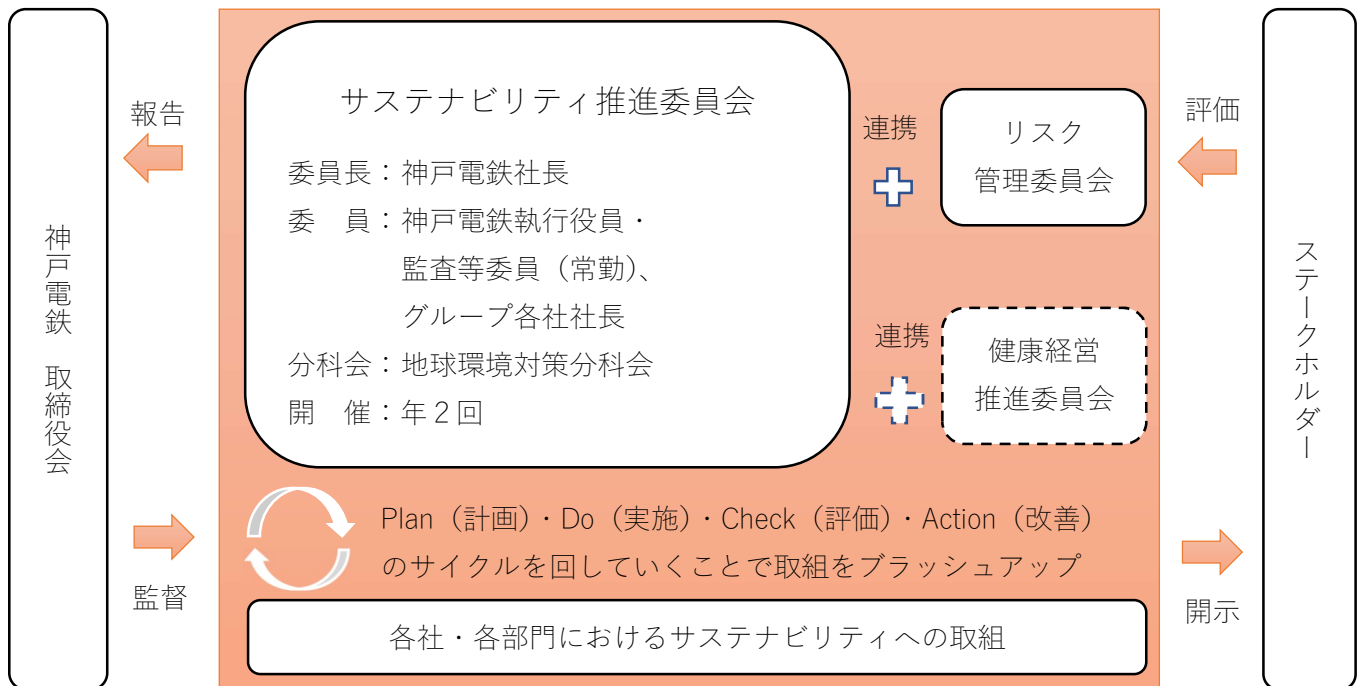 神戸電鉄　取締役会
報告
監督
サステナビリティ推進委員会
委員長：神戸電鉄社長
委　員：神戸電鉄執行役員・
監査等委員（常勤）、
グループ各社社長
分科会：地球環境対策分科会
開　催：年２回
連携
リスク
管理委員会
連携
健康経営
推進委員会
Plan（計画）・Do（実施）・Check（評価）・Action（改善）
のサイクルを回していくことで取組をブラッシュアップ
各社・各部門におけるサステナビリティへの取組
評価
開示
ステークホルダー